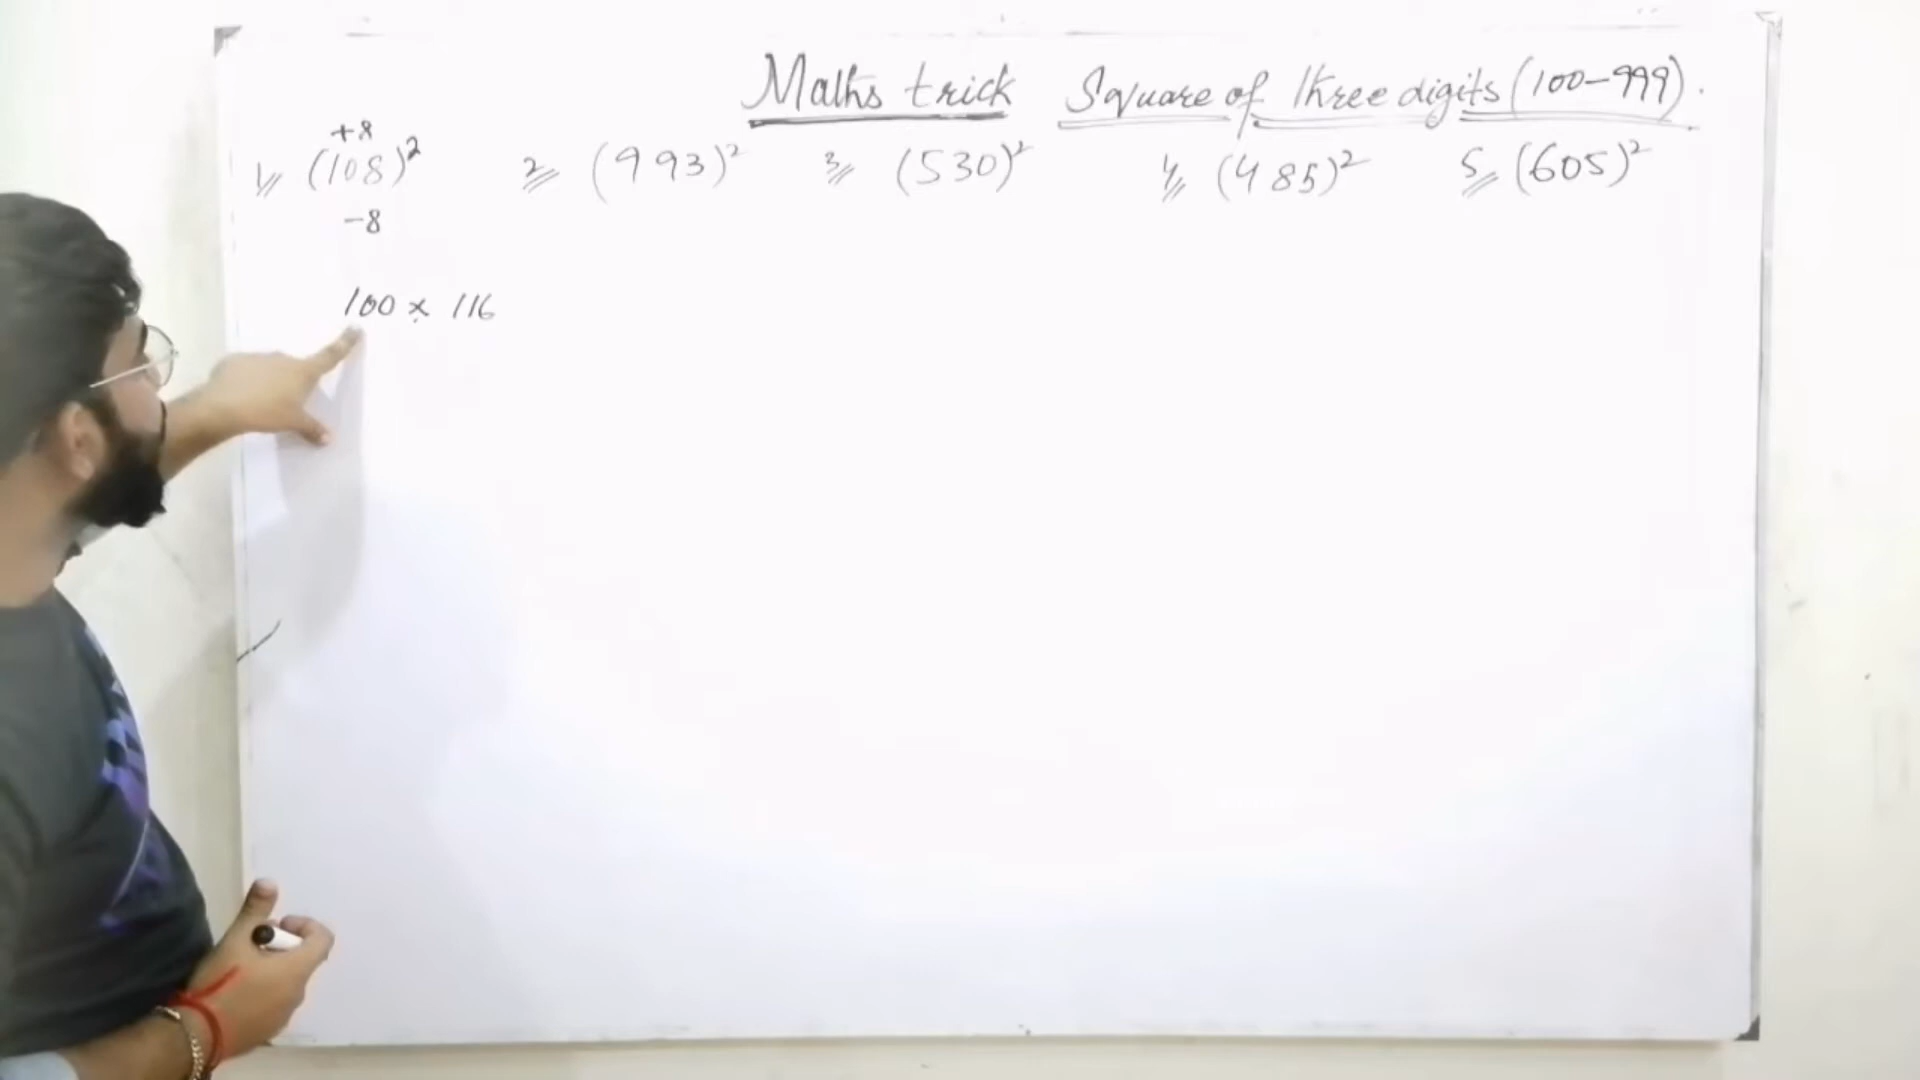 Maths trick Square of three digits (100-999).
+8
1 (108)² 2 (993)² 3 (530)² 4 (485)² 5 (605)²
-8
100 × 116